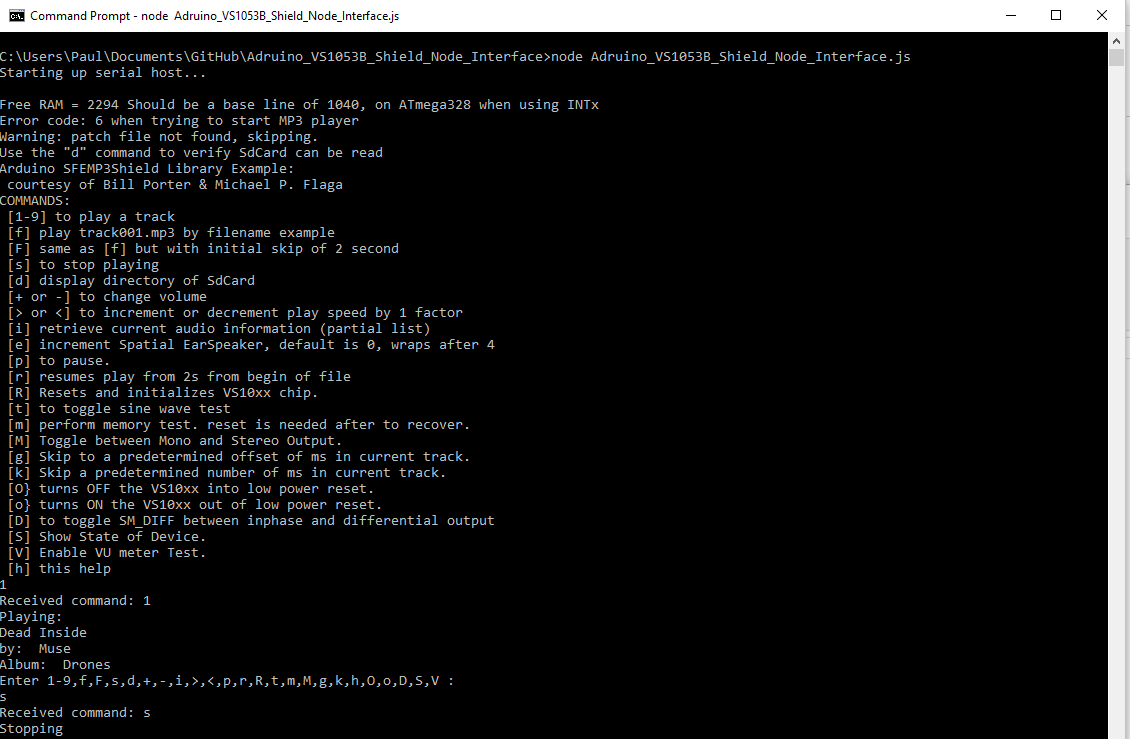 Command Prompt - node  Adruino_VS1053B_Shield_Node_Interface.js
C:\Users\Paul\Documents\GitHub\Adruino_VS1053B_Shield_Node_Interface>node Adruino_VS1053B_Shield_Node_Interface.js
Starting up serial host...
Free RAM = 2294 Should be a base line of 1040, on ATmega328 when using INTx
Error code: 6 when trying to start MP3 player
Warning: patch file not found, skipping.
Use the "d" command to verify SdCard can be read
Arduino SFEMP3Shield Library Example:
 courtesy of Bill Porter & Michael P. Flaga
COMMANDS:
 [1-9] to play a track
 [f] play track001.mp3 by filename example
 [F] same as [f] but with initial skip of 2 second
 [s] to stop playing
 [d] display directory of SdCard
 [+ or -] to change volume
 [> or <] to increment or decrement play speed by 1 factor
 [i] retrieve current audio information (partial list)
 [e] increment Spatial EarSpeaker, default is 0, wraps after 4
 [p] to pause.
 [r] resumes play from 2s from begin of file
 [R] Resets and initializes VS10xx chip.
 [t] to toggle sine wave test
 [m] perform memory test. reset is needed after to recover.
 [M] Toggle between Mono and Stereo Output.
 [g] Skip to a predetermined offset of ms in current track.
 [k] Skip a predetermined number of ms in current track.
 [O} turns OFF the VS10xx into low power reset.
 [o} turns ON the VS10xx out of low power reset.
 [D] to toggle SM_DIFF between inphase and differential output
 [S] Show State of Device.
 [V] Enable VU meter Test.
 [h] this help
1
Received command: 1
Playing:
Dead Inside
by:  Muse
Album:  Drones
Enter 1-9,f,F,s,d,+,-,i,>,<,p,r,R,t,m,M,g,k,h,O,o,D,S,V :
s
Received command: s
Stopping